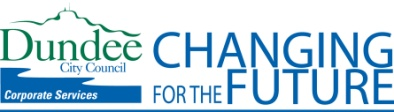 Dundee
City Council
Corporate Services
CHANGING
FOR THE FUTURE